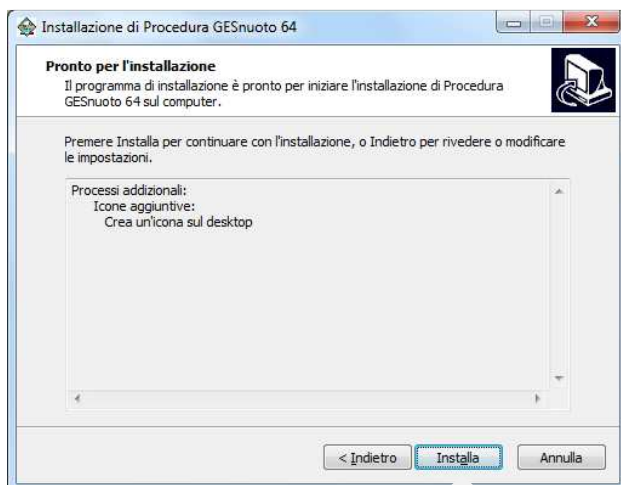 Installazione di Procedura GESnuoto 64
Pronto per l'installazione
Il programma di installazione è pronto per iniziare l'installazione di Procedura
GESnuoto 64 sul computer.
Premere Installa per continuare con l'installazione, o Indietro per rivedere o modificare
le impostazioni.
Processi addizionali:
Icone aggiuntive:
Crea un'icona sul desktop
< Indietro
Installa
Annulla